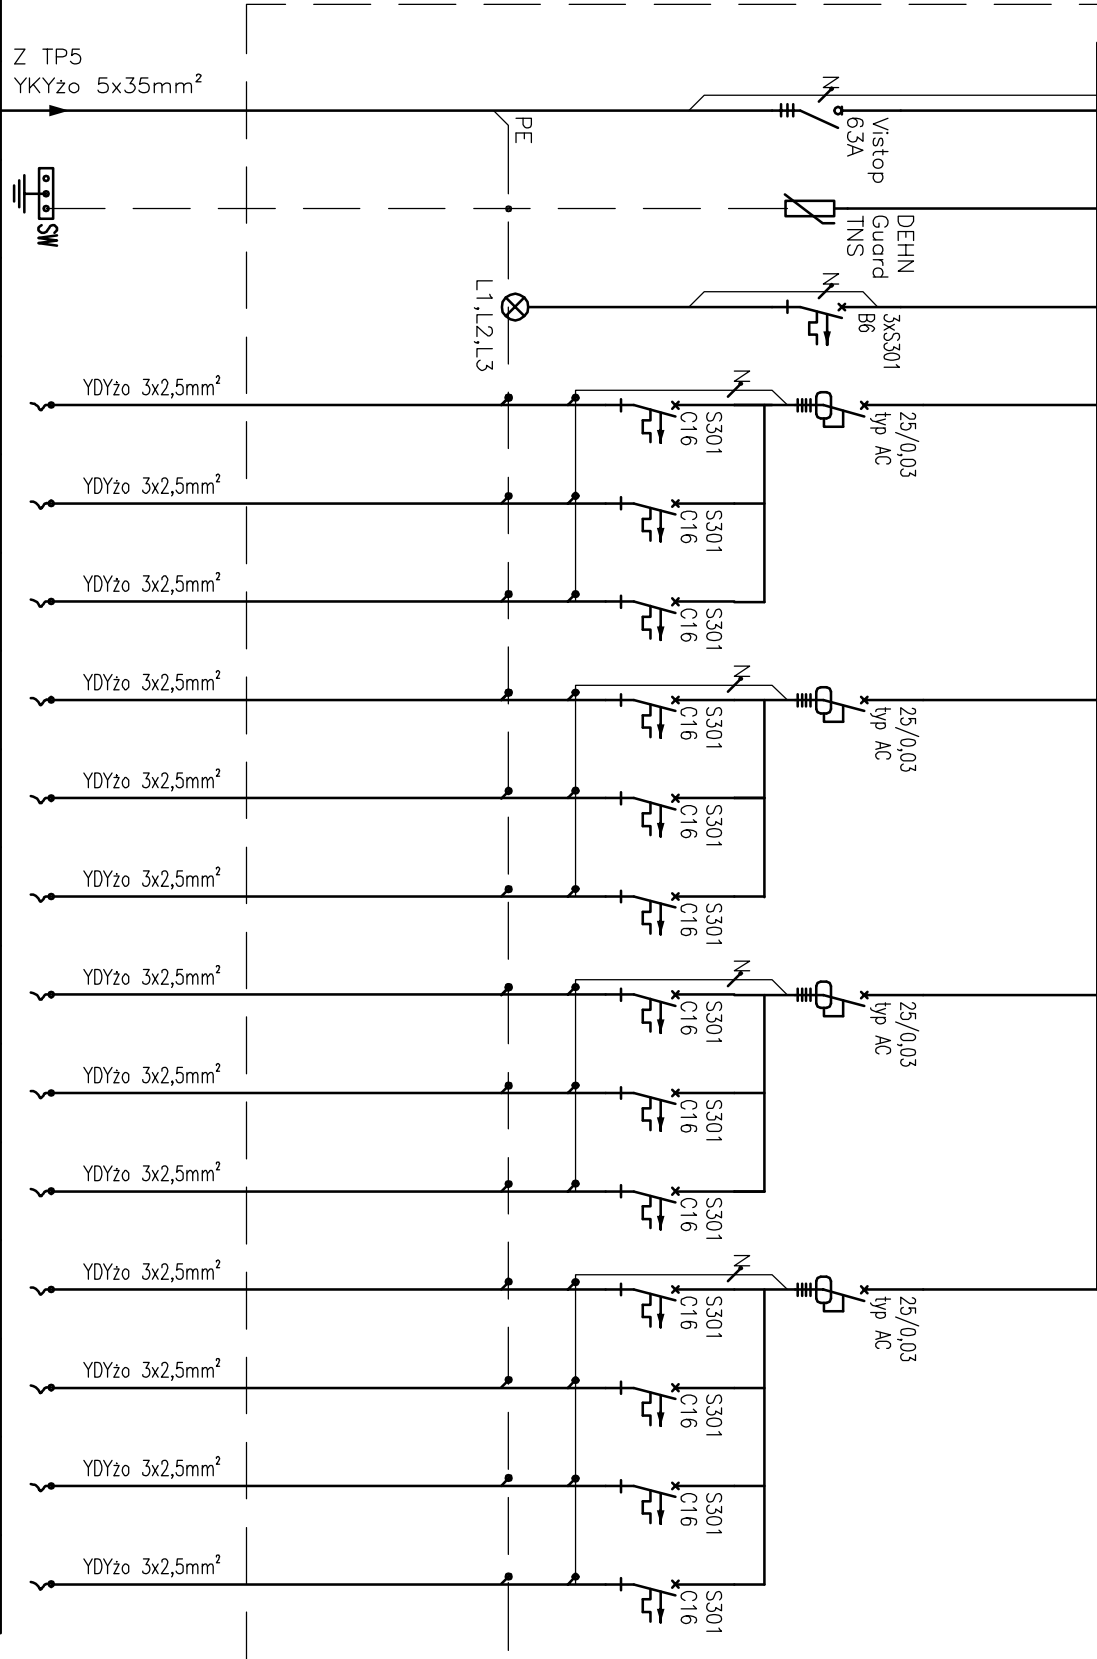 Z TP5
YKYżo 5x35mm²
N
Vistop
63A
PE
DEHN
Guard
TNS
SW
N
3xS301
B6
L1,L2,L3
YDYżo 3x2,5mm²
N
25/0,03
typ AC
S301
C16
YDYżo 3x2,5mm²
S301
C16
YDYżo 3x2,5mm²
S301
C16
YDYżo 3x2,5mm²
N
25/0,03
typ AC
S301
C16
YDYżo 3x2,5mm²
S301
C16
YDYżo 3x2,5mm²
S301
C16
YDYżo 3x2,5mm²
N
25/0,03
typ AC
S301
C16
YDYżo 3x2,5mm²
S301
C16
YDYżo 3x2,5mm²
S301
C16
YDYżo 3x2,5mm²
N
25/0,03
typ AC
S301
C16
YDYżo 3x2,5mm²
S301
C16
YDYżo 3x2,5mm²
S301
C16
YDYżo 3x2,5mm²
S301
C16